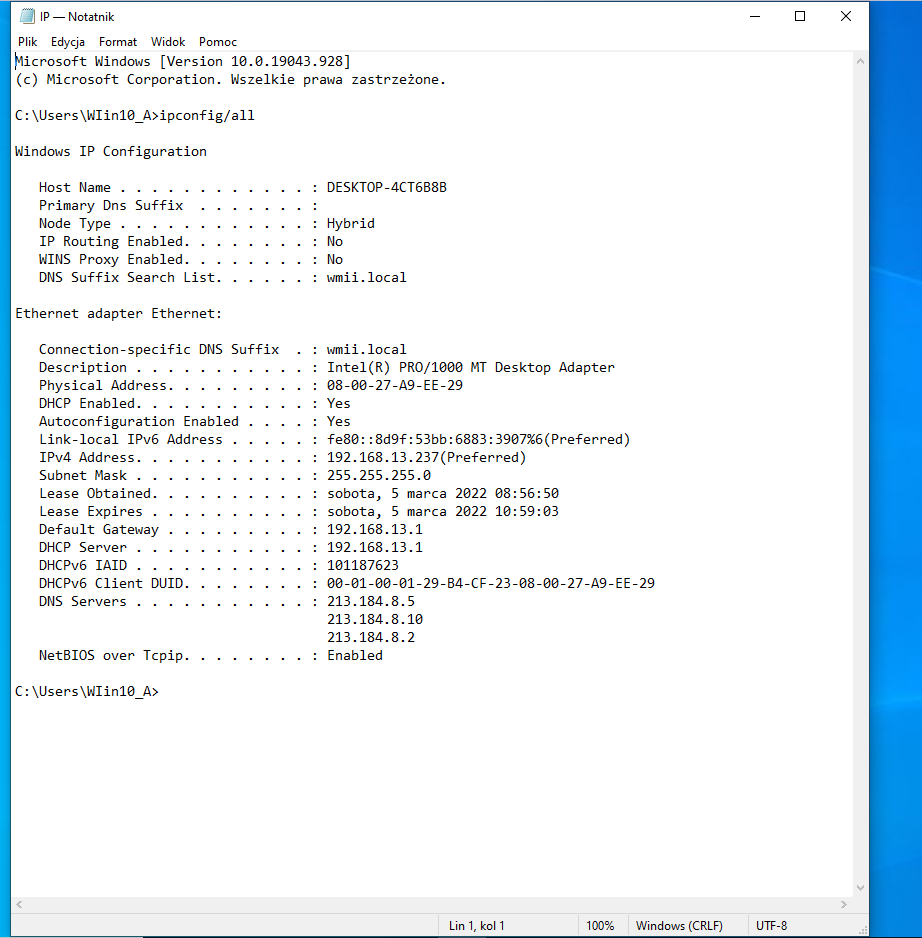 IP — Notatnik
Plik Edycja Format Widok Pomoc
Microsoft Windows [Version 10.0.19043.928]
(c) Microsoft Corporation. Wszelkie prawa zastrzeżone.
C:\Users\WIin10_A>ipconfig/all
Windows IP Configuration
Host Name . . . . . . . . . . . . : DESKTOP-4CT6B8B
Primary Dns Suffix  . . . . . . . :
Node Type . . . . . . . . . . . . : Hybrid
IP Routing Enabled. . . . . . . . : No
WINS Proxy Enabled. . . . . . . . : No
DNS Suffix Search List. . . . . . : wmii.local
Ethernet adapter Ethernet:
Connection-specific DNS Suffix  . : wmii.local
Description . . . . . . . . . . . : Intel(R) PRO/1000 MT Desktop Adapter
Physical Address. . . . . . . . . : 08-00-27-A9-EE-29
DHCP Enabled. . . . . . . . . . . : Yes
Autoconfiguration Enabled . . . . : Yes
Link-local IPv6 Address . . . . . : fe80::8d9f:53bb:6883:3907%6(Preferred)
IPv4 Address. . . . . . . . . . . : 192.168.13.237(Preferred)
Subnet Mask . . . . . . . . . . . : 255.255.255.0
Lease Obtained. . . . . . . . . . : sobota, 5 marca 2022 08:56:50
Lease Expires . . . . . . . . . . : sobota, 5 marca 2022 10:59:03
Default Gateway . . . . . . . . . : 192.168.13.1
DHCP Server . . . . . . . . . . . : 192.168.13.1
DHCPv6 IAID . . . . . . . . . . . : 101187623
DHCPv6 Client DUID. . . . . . . . : 00-01-00-01-29-B4-CF-23-08-00-27-A9-EE-29
DNS Servers . . . . . . . . . . . : 213.184.8.5
213.184.8.10
213.184.8.2
NetBIOS over Tcpip. . . . . . . . : Enabled
C:\Users\WIin10_A>
Lin 1, kol 1 100% Windows (CRLF) UTF-8